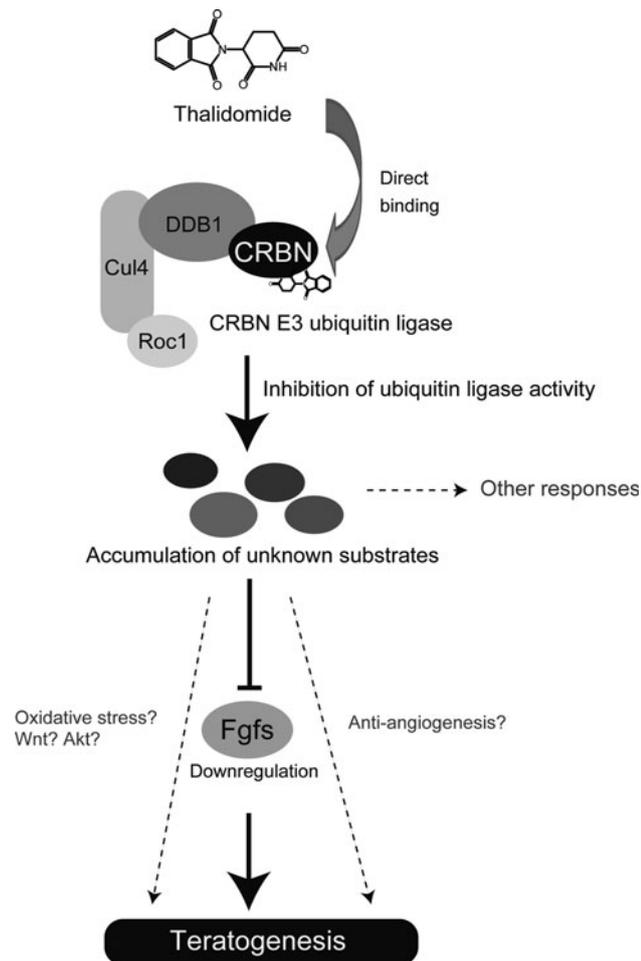 O
O
N
O
NH
O
Thalidomide
Direct
binding
DDB1
CRBN
Cul4
CRBN E3 ubiquitin ligase
Roc1
Inhibition of ubiquitin ligase activity
Other responses
Accumulation of unknown substrates
Oxidative stress?
Wnt? Akt?
Fgfs
Anti-angiogenesis?
Downregulation
Teratogenesis